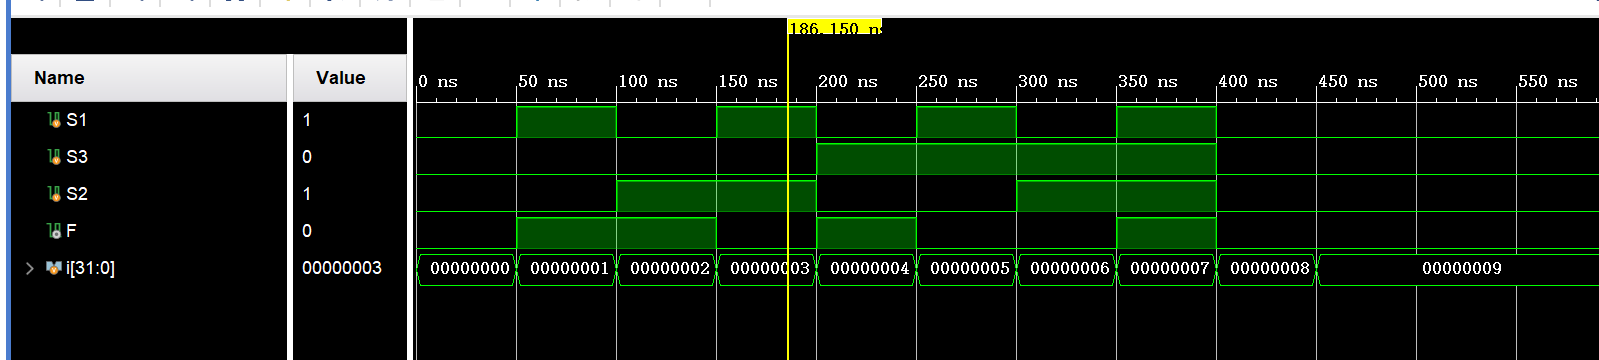 186.150 ns
Name Value
0 ns 50 ns 100 ns 150 ns 200 ns 250 ns 300 ns 350 ns 400 ns 450 ns 500 ns 550 ns
S1 1
S3 0
S2 1
F 0
i[31:0] 00000003 00000000 00000001 00000002 00000003 00000004 00000005 00000006 00000007 00000008 00000009